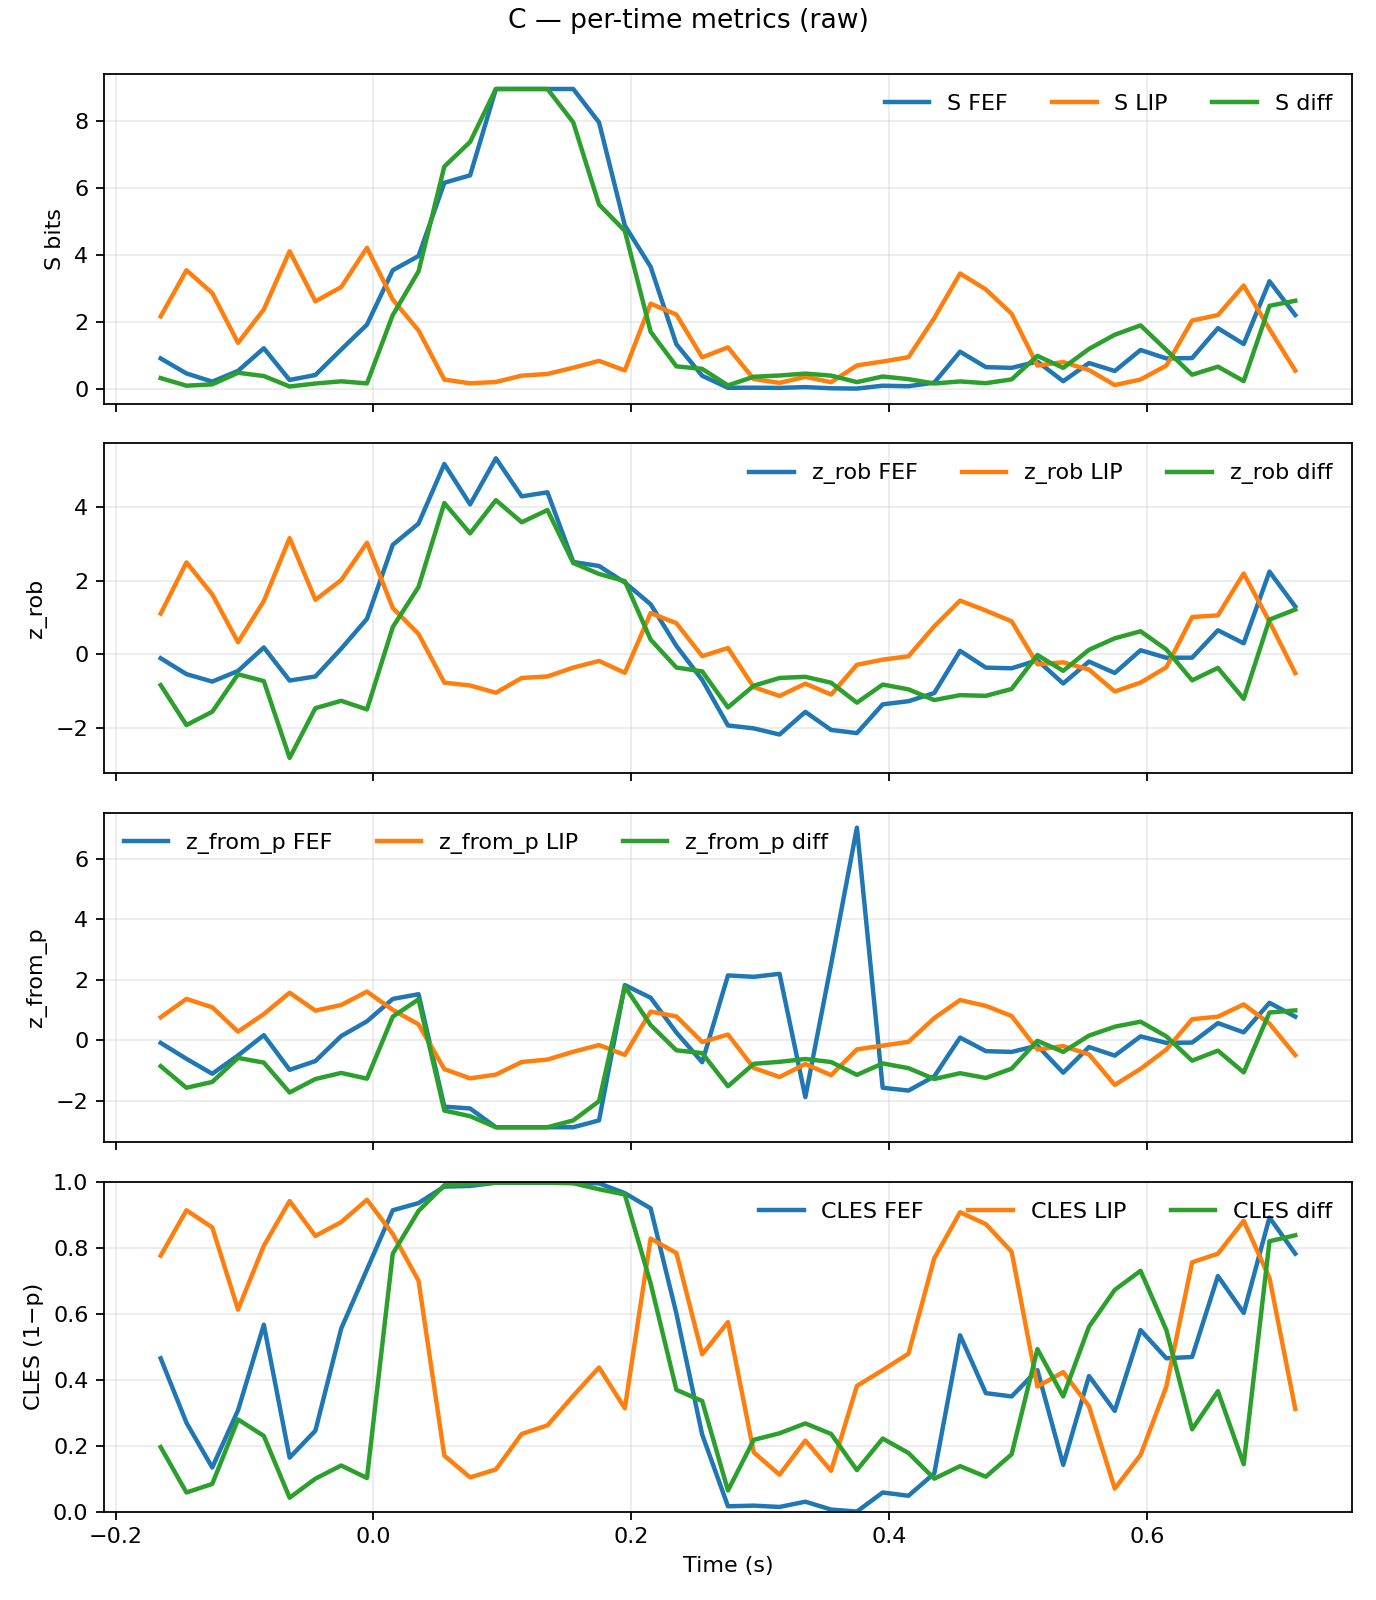 C — per-time metrics (raw)
S FEF S LIP S diff
8
6
4
2
0
S bits
z_rob FEF z_rob LIP z_rob diff
4
2
0
−2
z_rob
z_from_p FEF z_from_p LIP z_from_p diff
6
4
2
0
−2
z_from_p
CLES FEF CLES LIP CLES diff
1.0
0.8
0.6
0.4
0.2
0.0
CLES (1−p)
−0.2 0.0 0.2 0.4 0.6
Time (s)